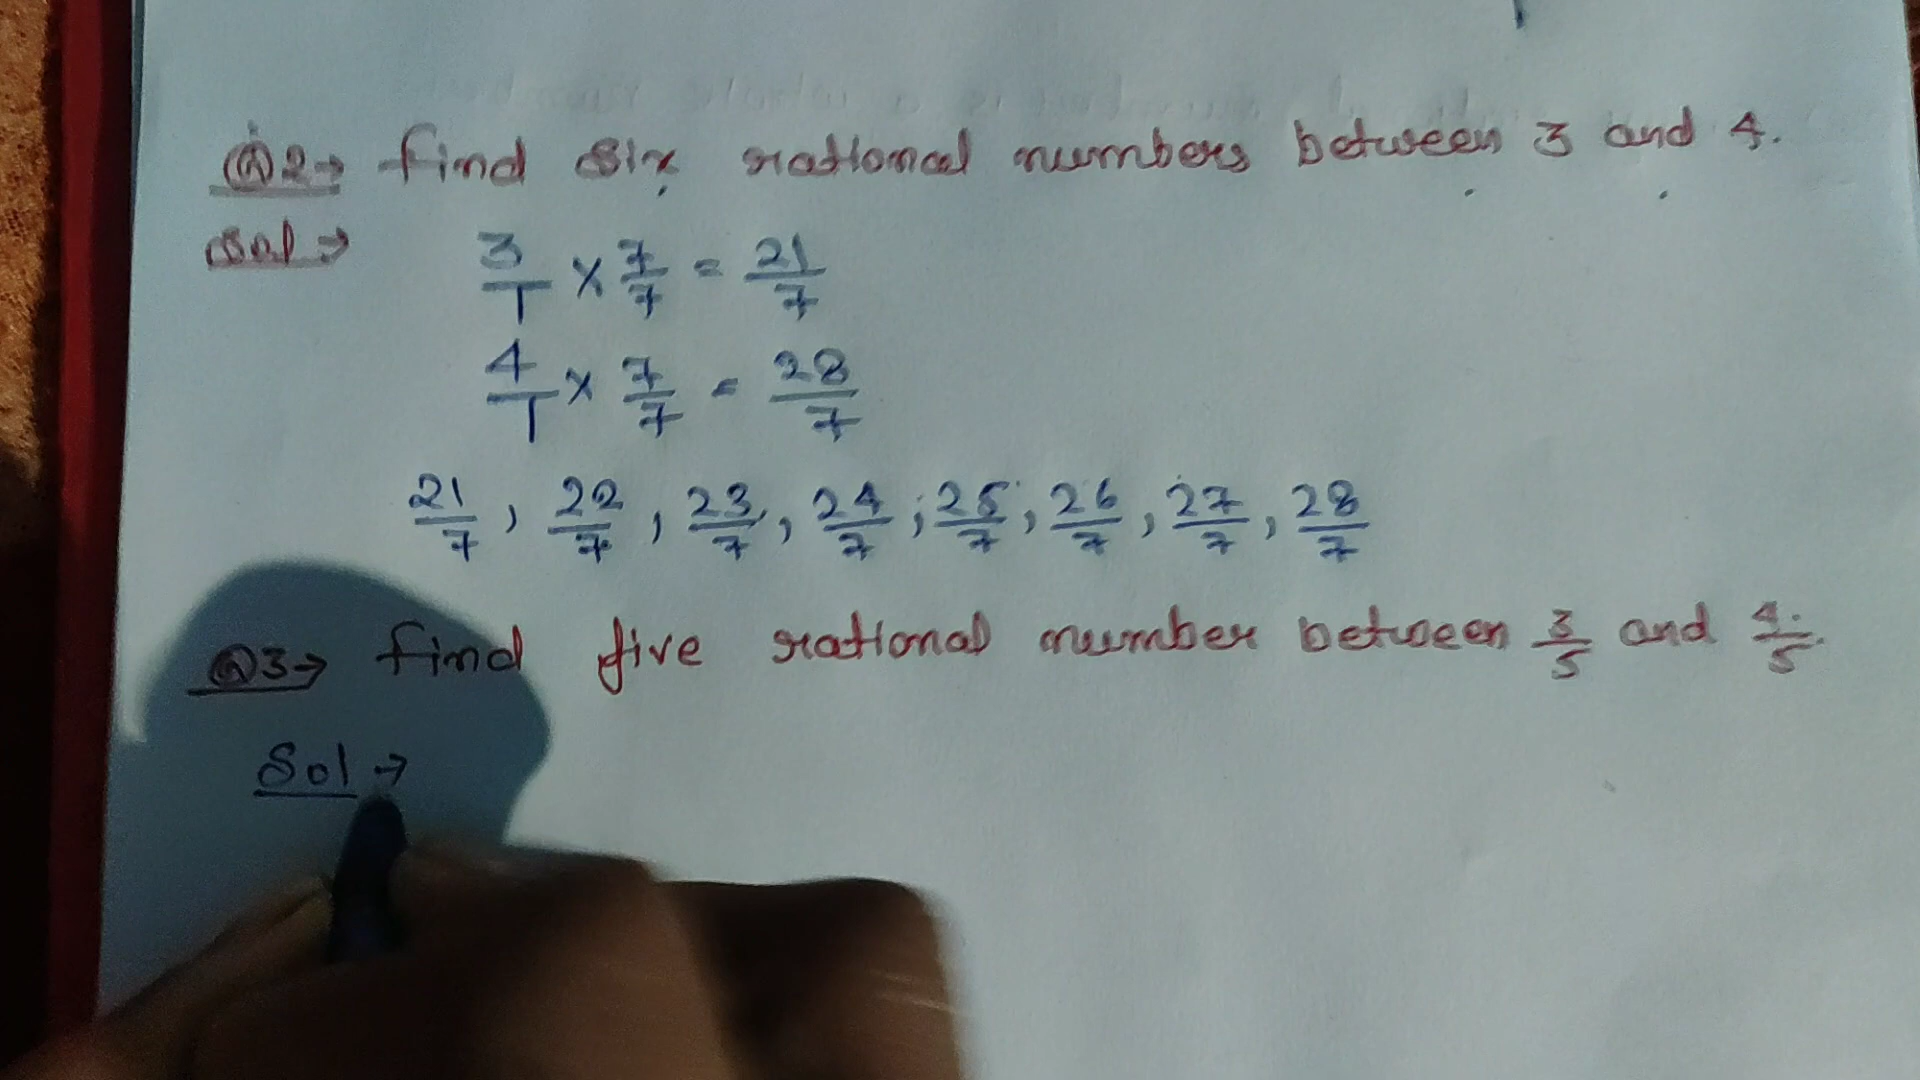 Q2→ Find six rational numbers between 3 and 4.
Sol→ 3/1 × 7/7 = 21/7
4/1 × 7/7 = 28/7
21/7, 22/7, 23/7, 24/7, 25/7, 26/7, 27/7, 28/7
Q3→ Find five rational number between 3/5 and 4/5.
Sol→